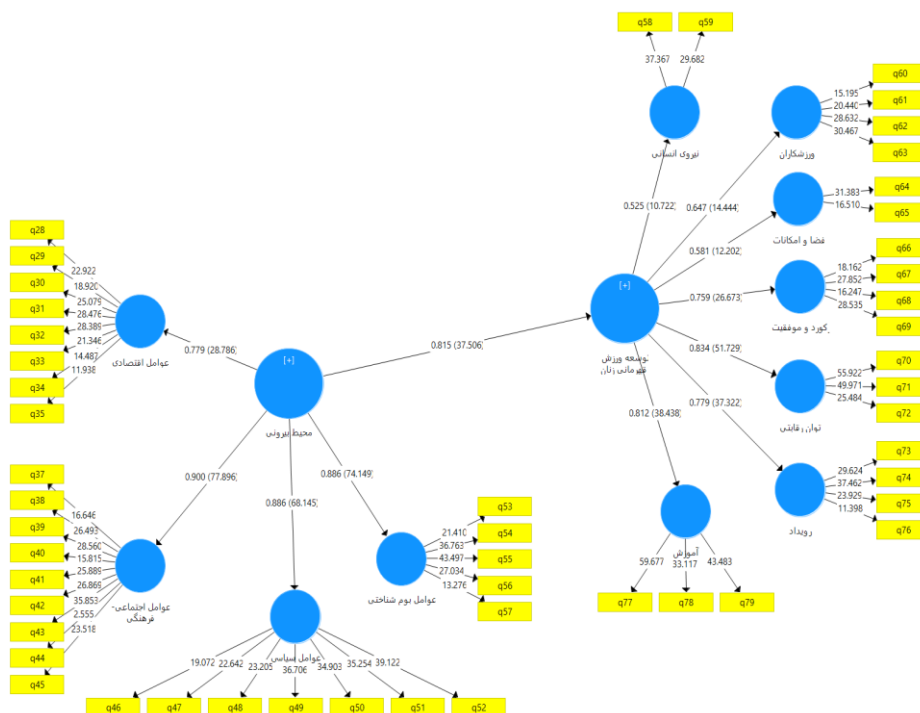 q58
q59
37.367
29.682
نیروی انسانی
q60
q61
q62
q63
15.195
20.440
28.632
30.467
ورزشکاران
0.525 (10.722)
0.647 (14.444)
q64
q65
31.383
16.510
فضا و امکانات
0.581 (12.202)
q66
q67
q68
q69
18.162
27.852
16.247
28.535
رکورد و موفقیت
0.759 (26.673)
[+]
توسعه ورزش
قهرمانی زنان
0.834 (51.729)
q70
q71
q72
55.922
49.971
25.484
توان رقابتی
0.779 (37.322)
q73
q74
q75
q76
29.624
37.462
23.929
11.398
رویداد
0.812 (38.438)
آموزش
59.677
33.117
43.483
q77
q78
q79
0.815 (37.506)
[+]
محیط بیرونی
q28
q29
q30
q31
q32
q33
q34
q35
22.922
18.920
25.079
28.476
28.389
21.346
14.487
11.938
عوامل اقتصادی
0.779 (28.786)
0.900 (77.896)
0.886 (68.145)
0.886 (74.149)
q37
q38
q39
q40
q41
q42
q43
q44
q45
16.646
26.493
28.560
15.815
25.889
26.869
35.853
2.555
23.518
عوامل اجتماعی-
فرهنگی
q53
q54
q55
q56
q57
21.410
36.763
43.497
27.034
13.276
عوامل بوم شناختی
عوامل سیاسی
19.072
22.642
23.205
36.706
34.903
35.254
39.122
q46
q47
q48
q49
q50
q51
q52